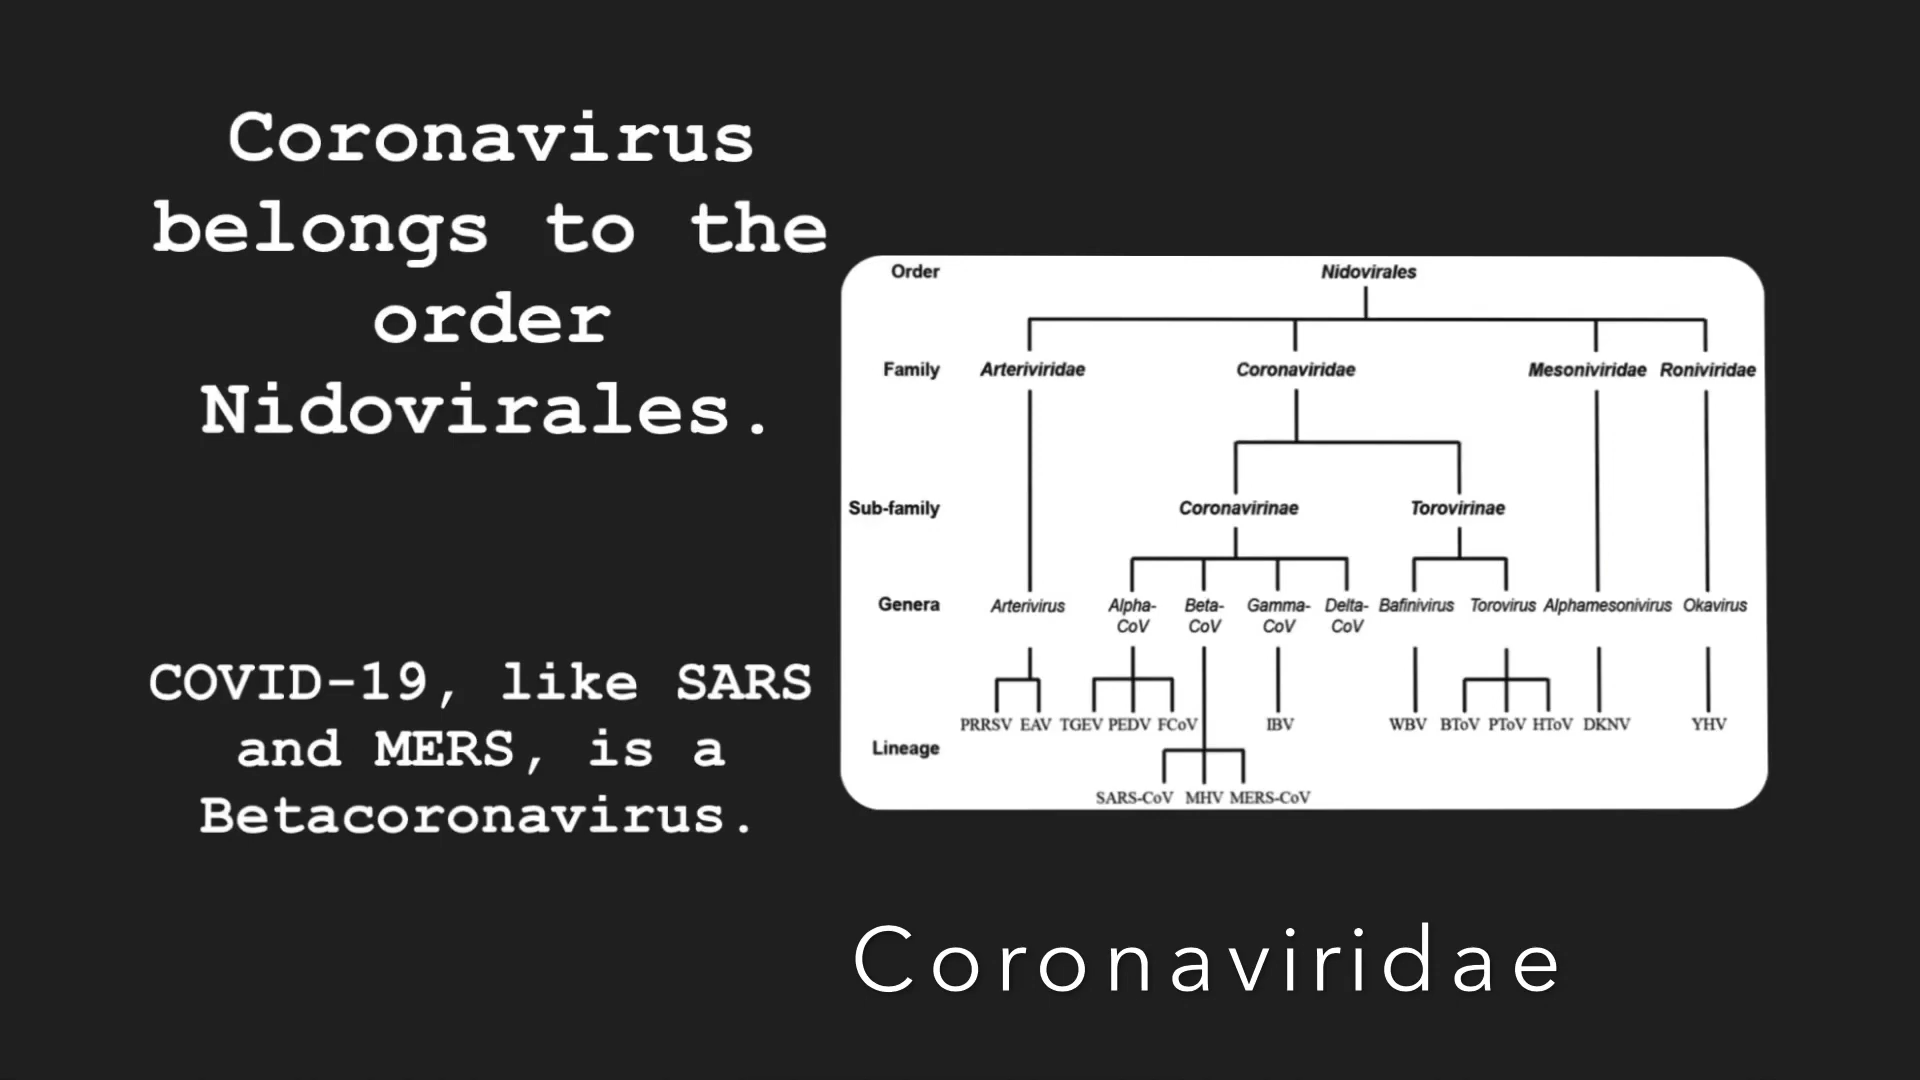 Coronavirus
belongs to the
order
Nidovirales.
COVID-19, like SARS
and MERS, is a
Betacoronavirus.
Order Nidovirales
Family Arteriviridae Coronaviridae Mesoniviridae Roniviridae
Sub-family Coronavirinae Torovirinae
Genera Arterivirus Alpha- Beta- Gamma- Delta- Bafinivirus Torovirus Alphamesonivirus Okavirus
CoV CoV CoV CoV
PRRSV EAV TGEV PEDV FCoV IBV WBV BToV PToV HToV DKNV YHV
Lineage
SARS-CoV MHV MERS-CoV
Coronaviridae